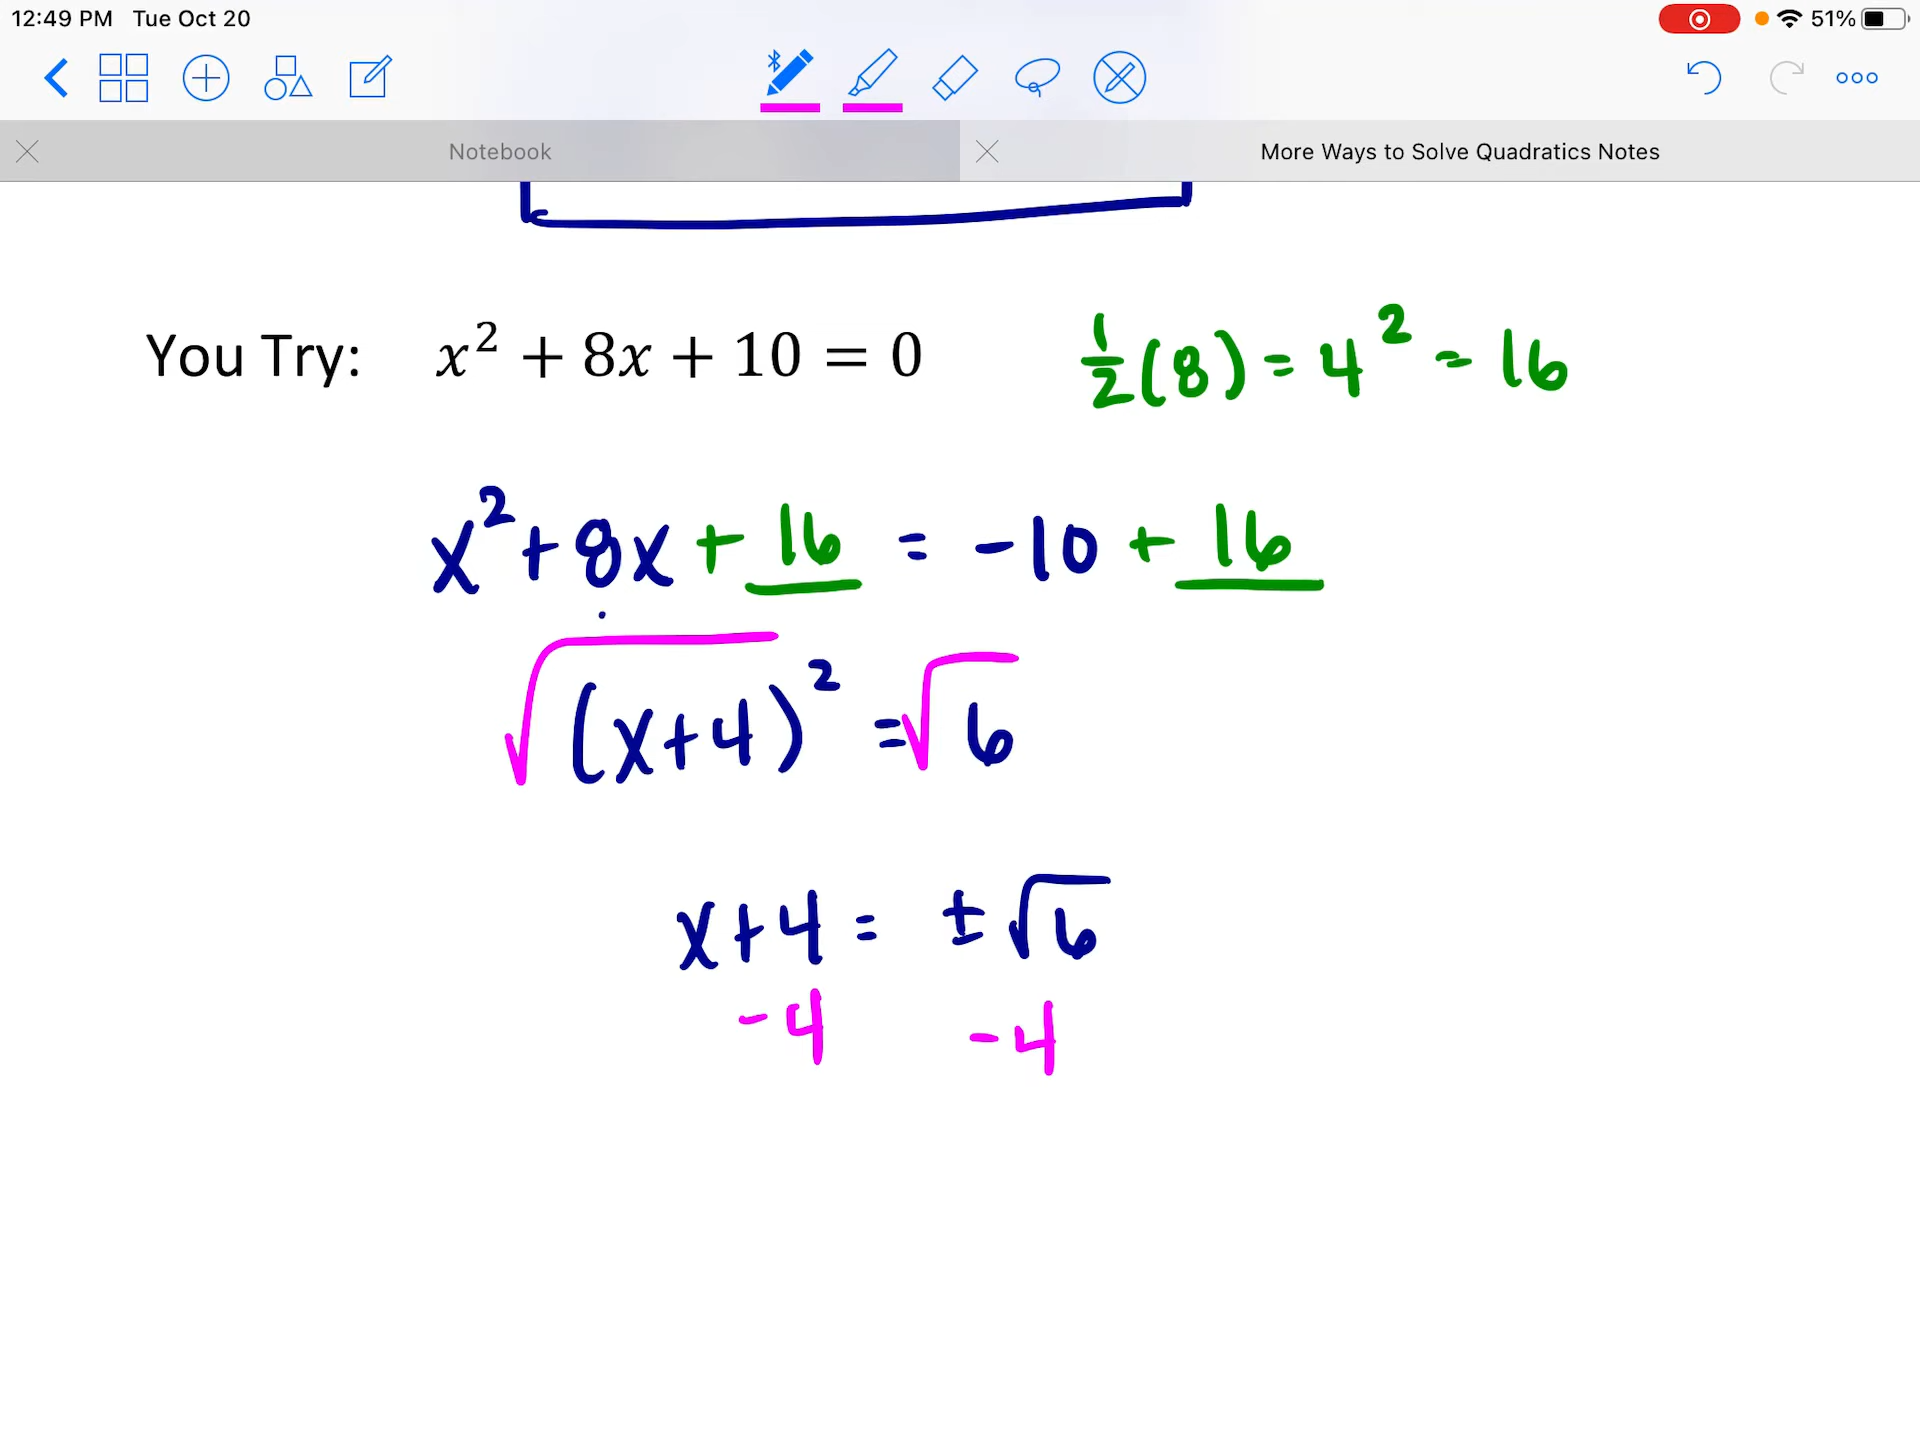 12:49 PM Tue Oct 20 51%
Notebook More Ways to Solve Quadratics Notes
You Try: x² + 8x + 10 = 0 ½(8) = 4² = 16
x² + 8x + 16 = -10 + 16
√(x+4)² = √6
x+4 = ±√6
-4 -4